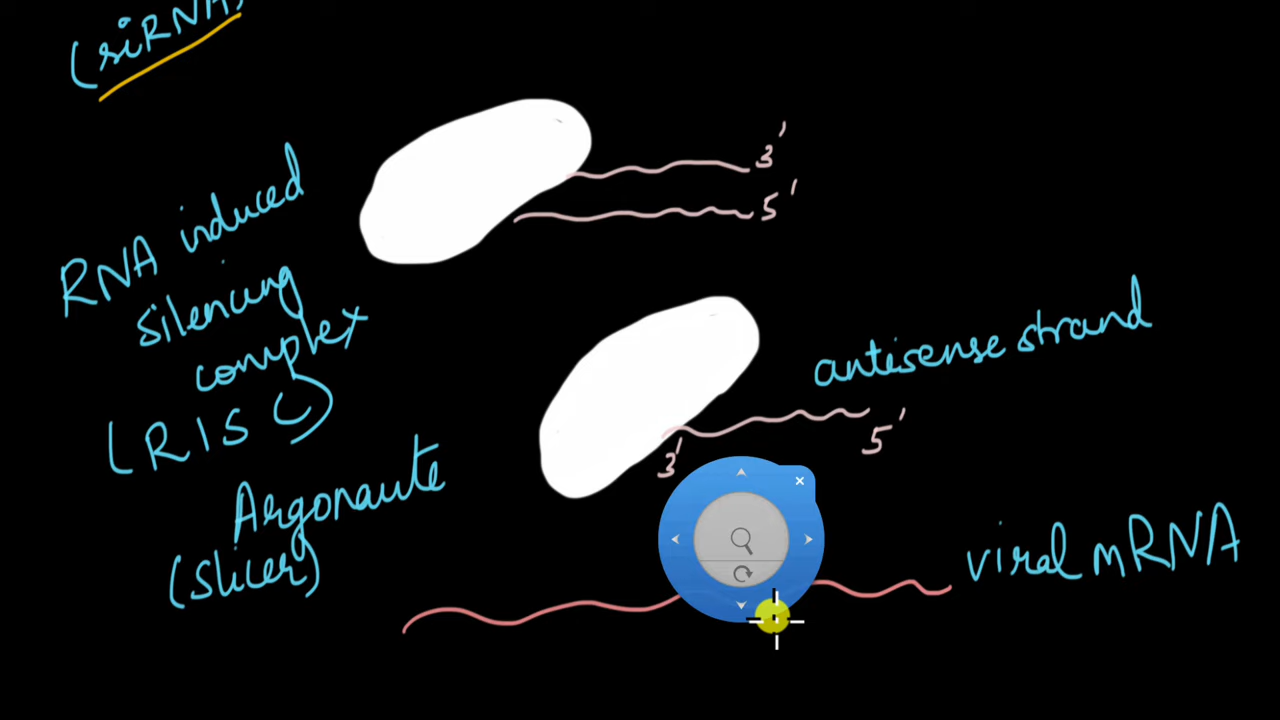 (siRNA)
3'
5'
RNA induced
silencing
complex
(RISC)
antisense strand
3'
5'
Argonaute
(slicer)
viral mRNA